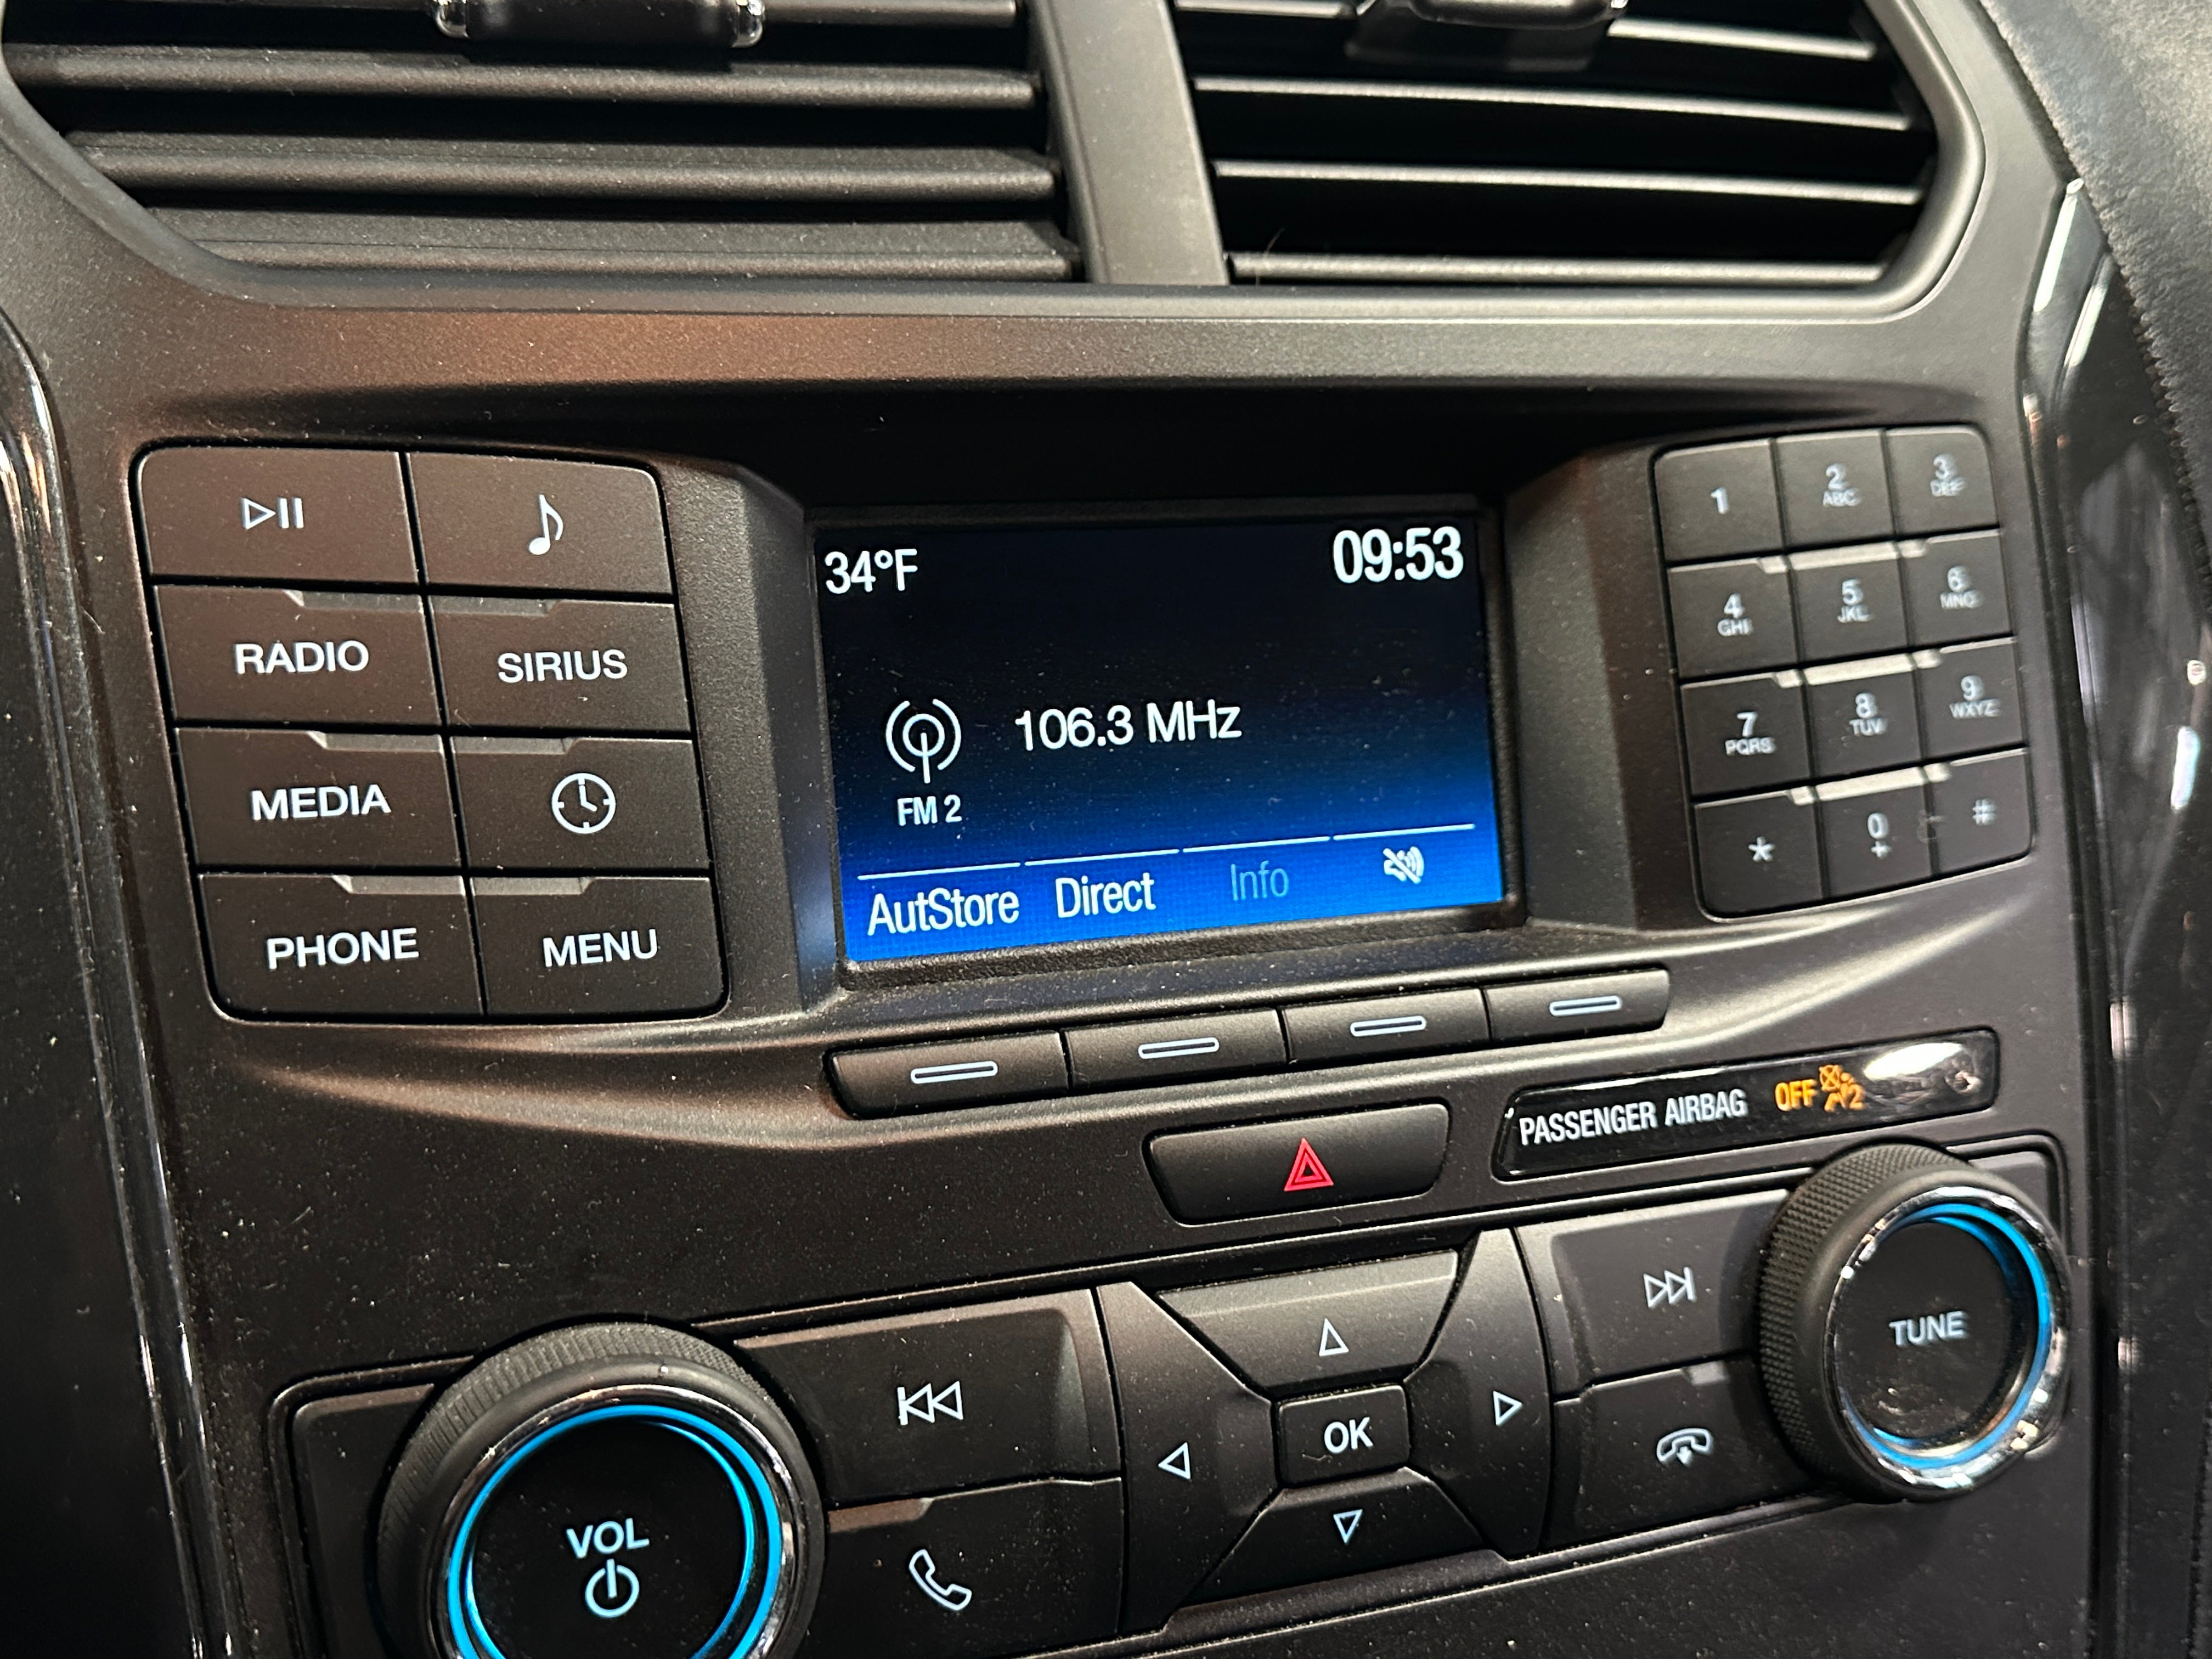 34°F
09:53
106.3 MHz
FM 2
AutStore Direct Info
RADIO
SIRIUS
MEDIA
PHONE
MENU
1
2
ABC
3
DEF
4
GHI
5
JKL
6
MNO
7
PQRS
8
TUV
9
WXYZ
*
0
+
#
PASSENGER AIRBAG OFF 2
OK
TUNE
VOL